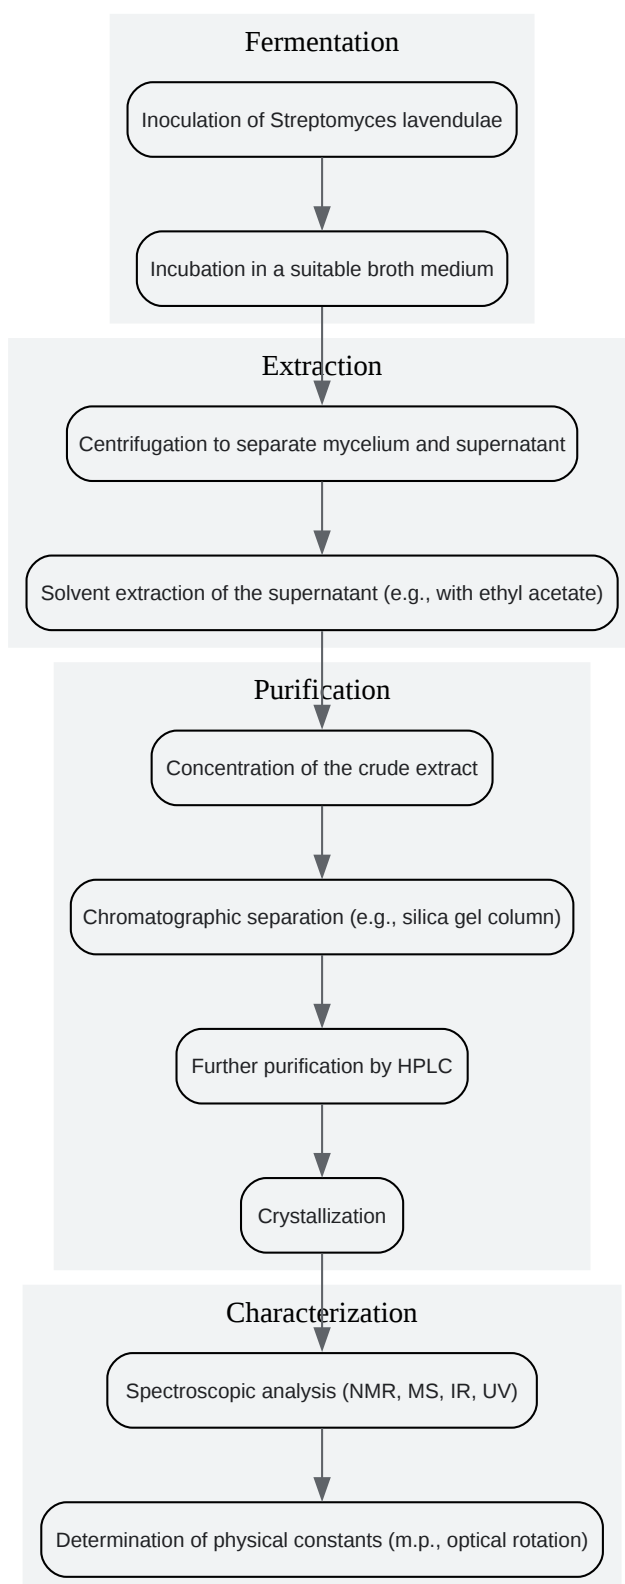 Fermentation
Inoculation of Streptomyces lavendulae
Incubation in a suitable broth medium
Extraction
Centrifugation to separate mycelium and supernatant
Solvent extraction of the supernatant (e.g., with ethyl acetate)
Purification
Concentration of the crude extract
Chromatographic separation (e.g., silica gel column)
Further purification by HPLC
Crystallization
Characterization
Spectroscopic analysis (NMR, MS, IR, UV)
Determination of physical constants (m.p., optical rotation)